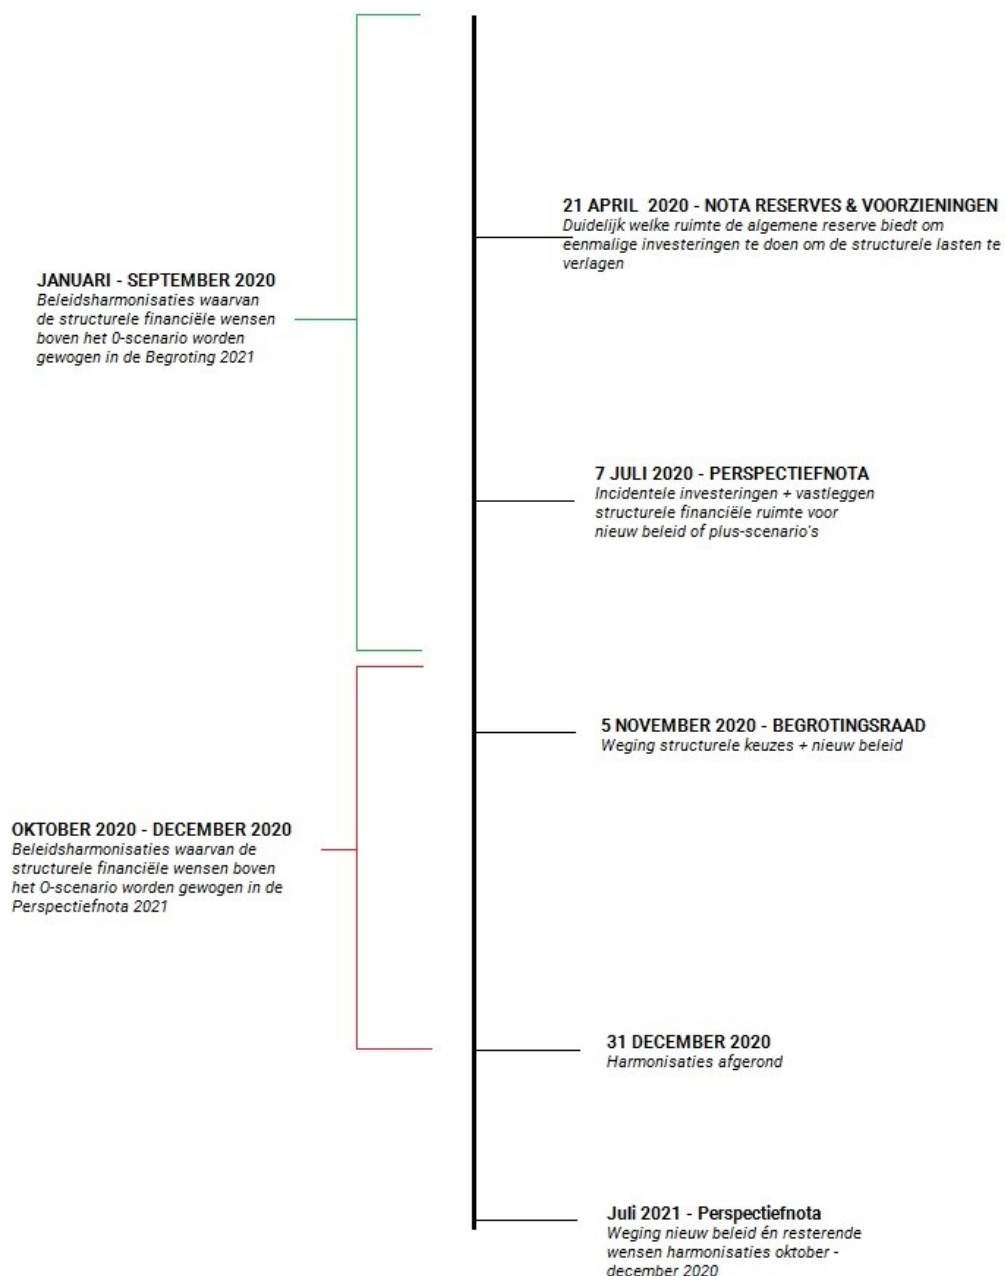 21 APRIL 2020 - NOTA RESERVES & VOORZIENINGEN
Duidelijk welke ruimte de algemene reserve biedt om
eenmalige investeringen te doen om de structurele lasten te
verlagen
JANUARI - SEPTEMBER 2020
Beleidsharmonisaties waarvan
de structurele financiële wensen
boven het 0-scenario worden
gewogen in de Begroting 2021
7 JULI 2020 - PERSPECTIEFNOTA
Incidentele investeringen + vastleggen
structurele financiële ruimte voor
nieuw beleid of plus-scenario's
5 NOVEMBER 2020 - BEGROTINGSRAAD
Weging structurele keuzes + nieuw beleid
OKTOBER 2020 - DECEMBER 2020
Beleidsharmonisaties waarvan de
structurele financiële wensen boven
het O-scenario worden gewogen in de
Perspectiefnota 2021
31 DECEMBER 2020
Harmonisaties afgerond
Juli 2021 - Perspectiefnota
Weging nieuw beleid én resterende
wensen harmonisaties oktober -
december 2020